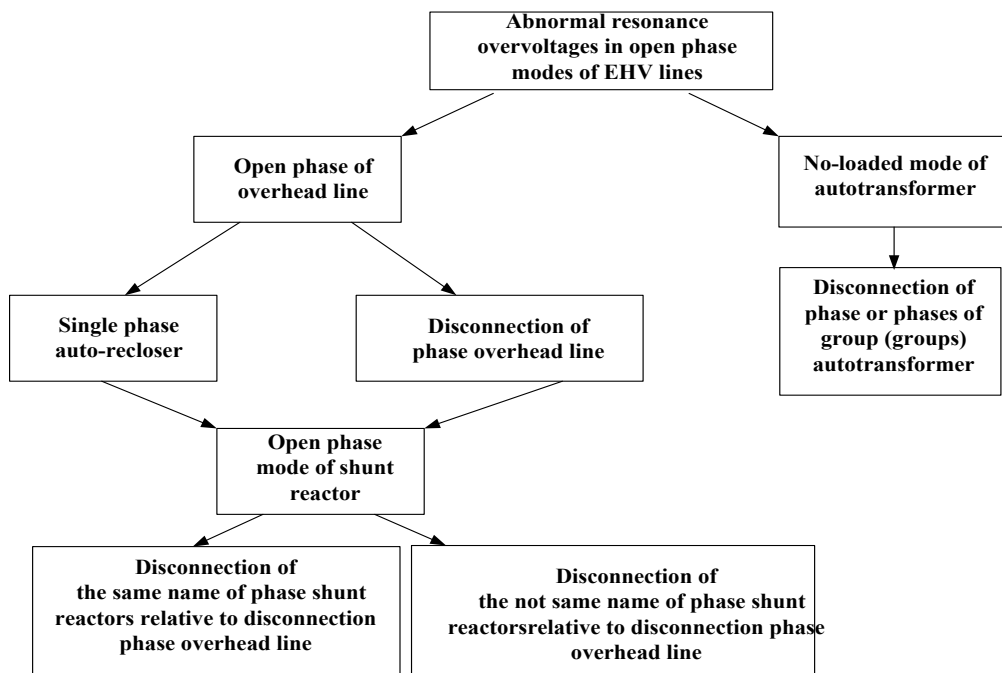 Abnormal resonance
overvoltages in open phase
modes of EHV lines
Open phase of
overhead line
No-loaded mode of
autotransformer
Single phase
auto-recloser
Disconnection of
phase overhead line
Disconnection of
phase or phases of
group (groups)
autotransformer
Open phase
mode of shunt
reactor
Disconnection of
the same name of phase shunt
reactors relative to disconnection
phase overhead line
Disconnection of
the not same name of phase shunt
reactorsrelative to disconnection phase
overhead line